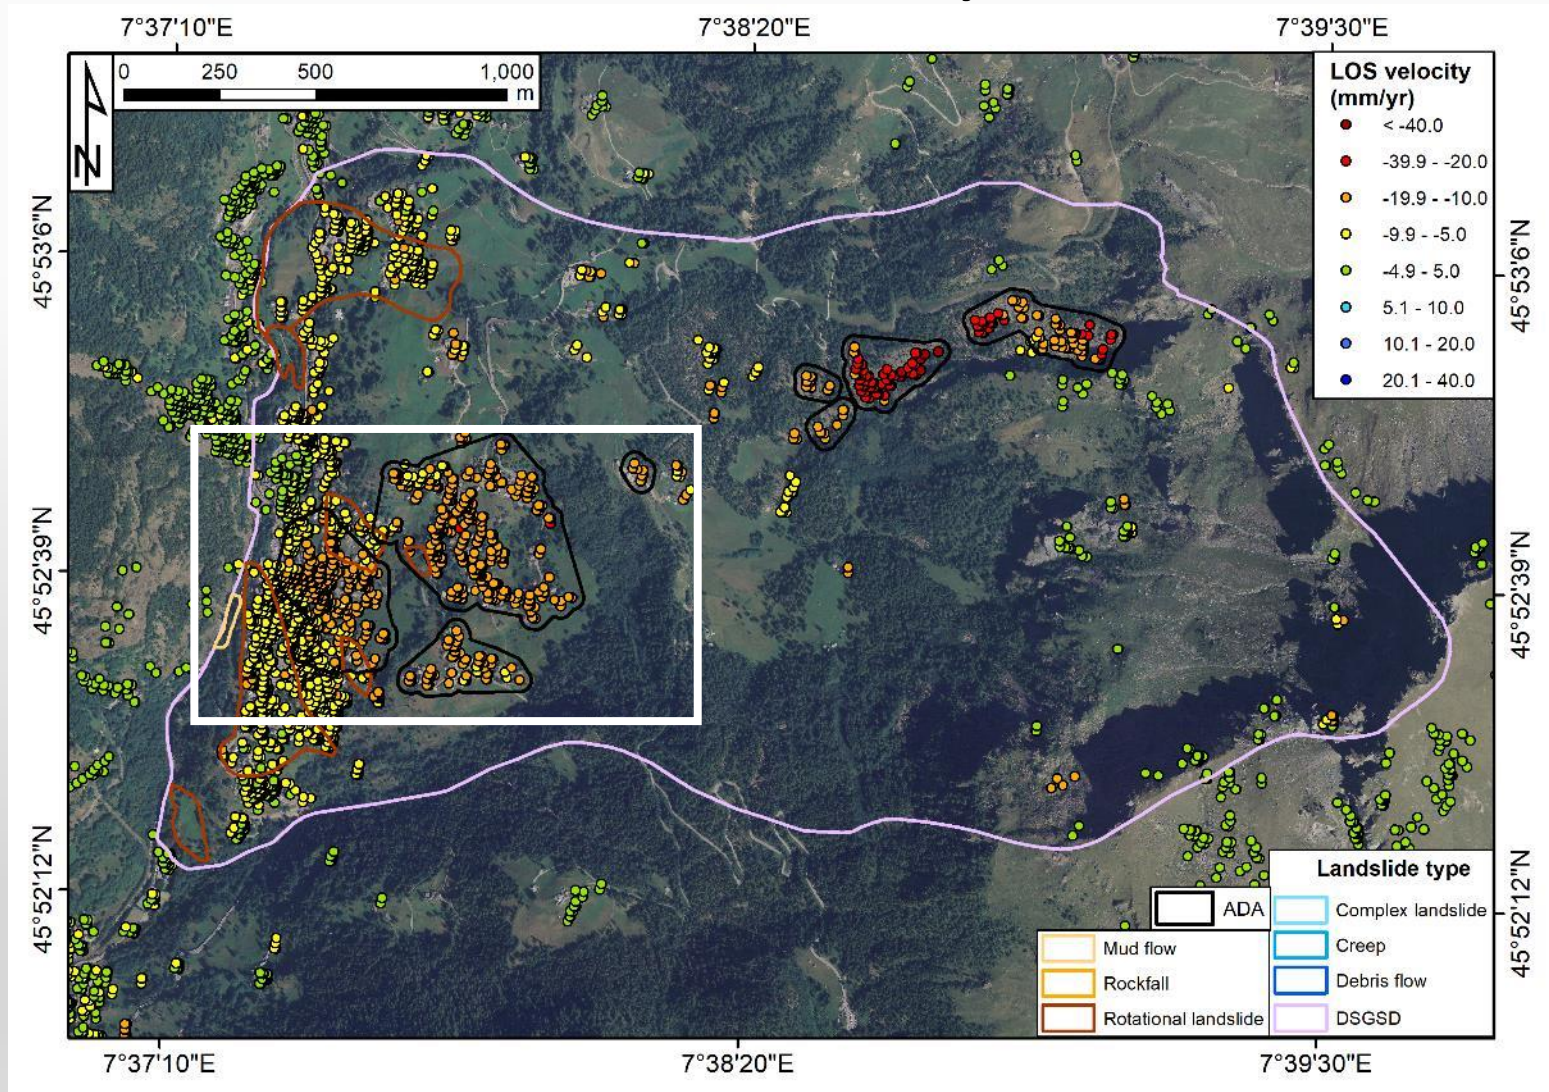 7°37'10"E 7°38'20" 7°39'30"E
0 250 500 1,000
m
N
LOS velocity
(mm/yr)
< -40.0
-39.9 - -20.0
-19.9 - -10.0
-9.9 - -5.0
-4.9 - 5.0
5.1 - 10.0
10.1 - 20.0
20.1 - 40.0
45°53'6"N 45°53'6"N
45°52'39"N 45°52'39"N
45°52'12"N 45°52'12"N
Landslide type
ADA
Complex landslide
Mud flow
Creep
Rockfall
Debris flow
Rotational landslide
DSGSD
7°37'10"E 7°38'20" 7°39'30"E